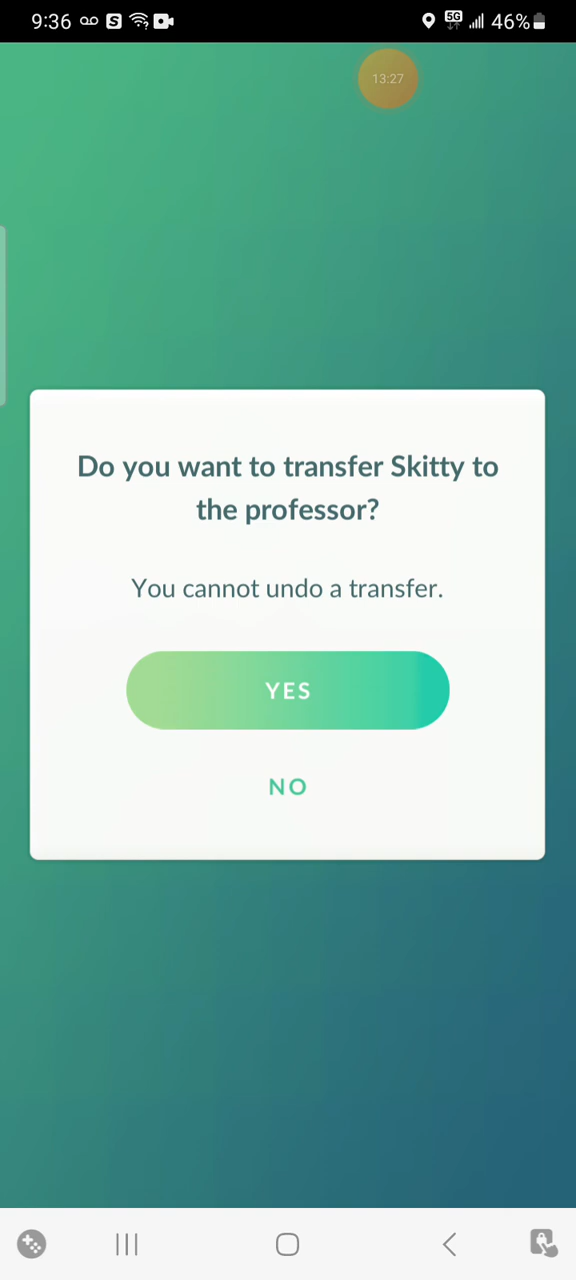 9:36
S
5G
46%
13:27
Do you want to transfer Skitty to
the professor?
You cannot undo a transfer.
YES
NO